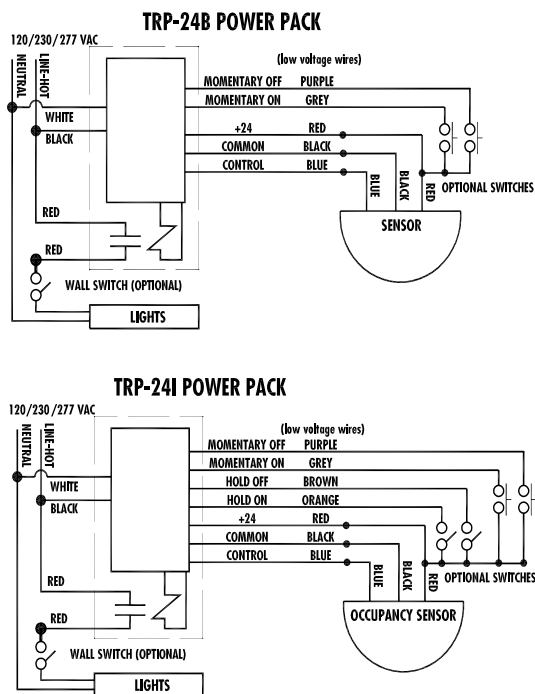 TRP-24B POWER PACK
120/230/277 VAC
NEUTRAL
LINE-HOT
(low voltage wires)
MOMENTARY OFF PURPLE
MOMENTARY ON GREY
WHITE
+24 RED
BLACK
COMMON BLACK
CONTROL BLUE
BLUE
BLACK
RED
OPTIONAL SWITCHES
RED
SENSOR
RED
WALL SWITCH (OPTIONAL)
LIGHTS
TRP-24I POWER PACK
120/230/277 VAC
NEUTRAL
LINE-HOT
(low voltage wires)
MOMENTARY OFF PURPLE
MOMENTARY ON GREY
WHITE
HOLD OFF BROWN
BLACK
HOLD ON ORANGE
+24 RED
COMMON BLACK
CONTROL BLUE
BLUE
BLACK
RED
OPTIONAL SWITCHES
RED
OCCUPANCY SENSOR
RED
WALL SWITCH (OPTIONAL)
LIGHTS